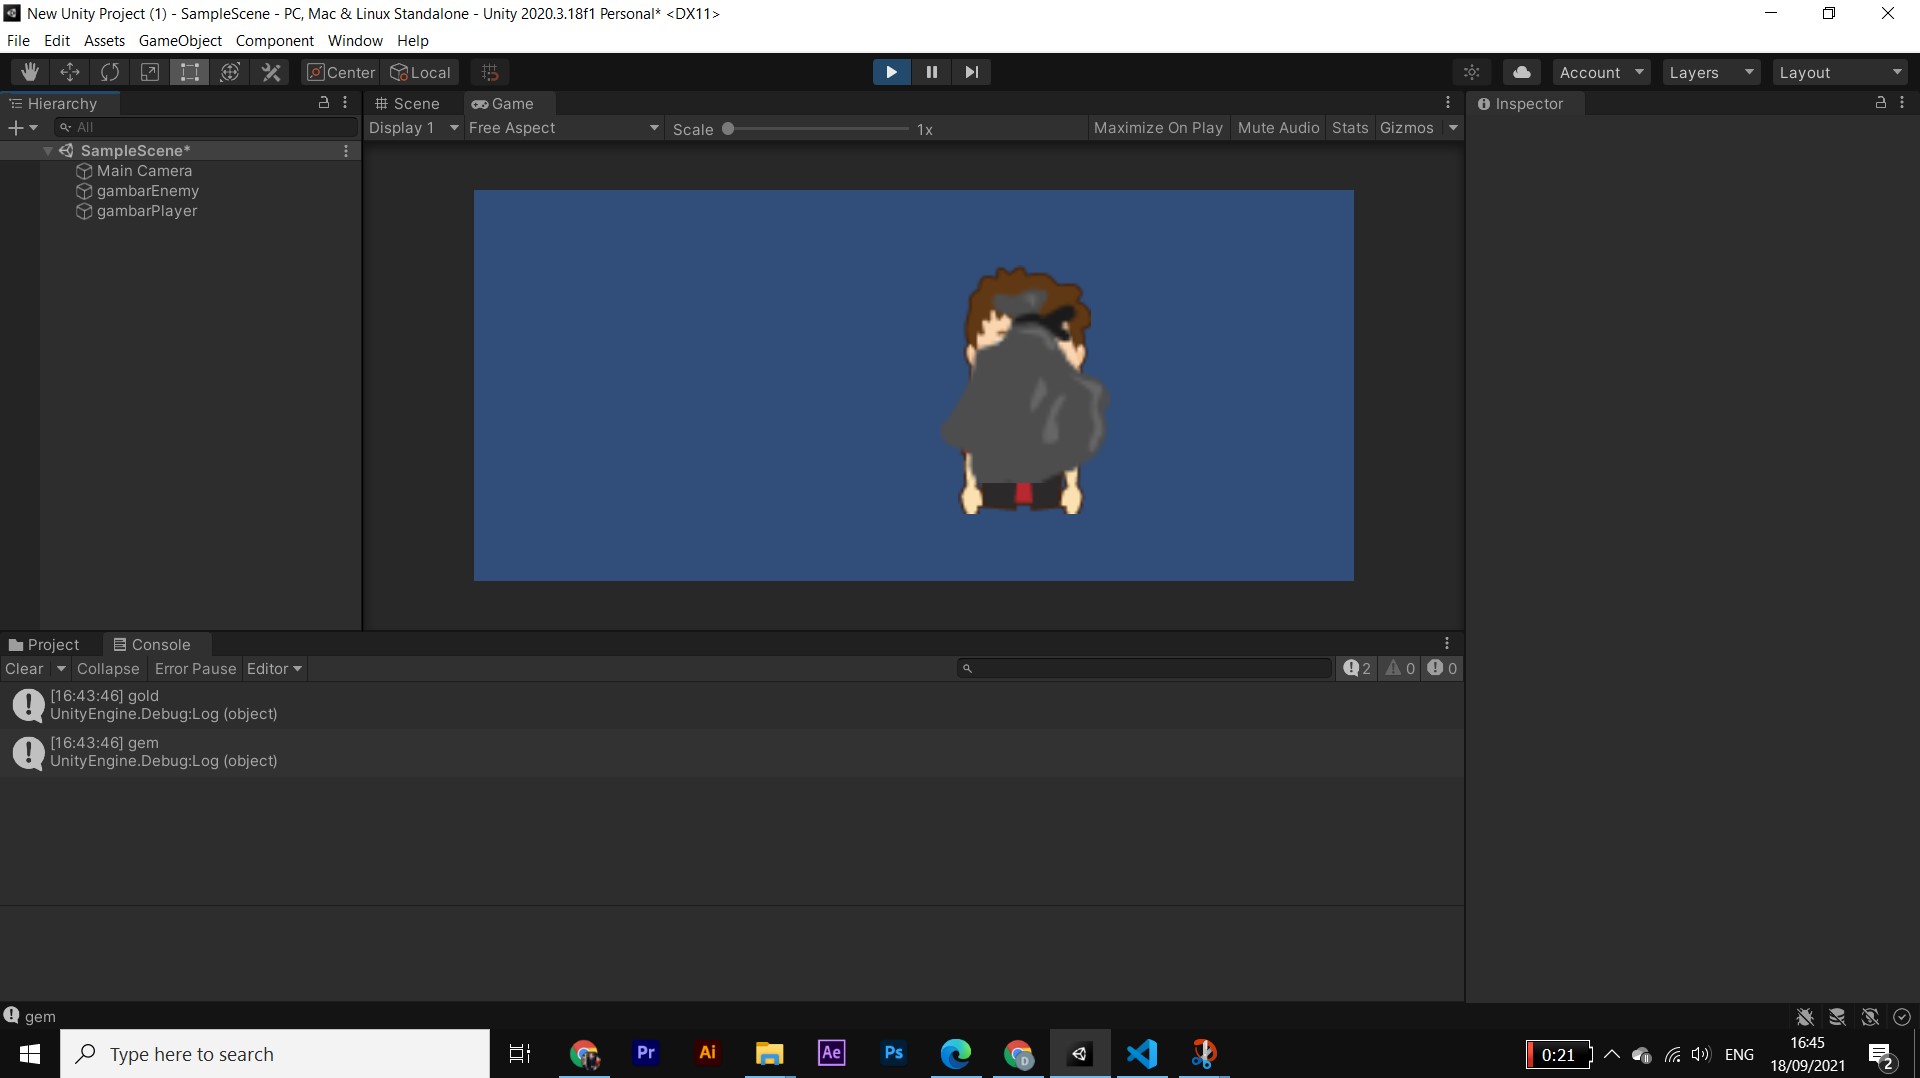 New Unity Project (1) - SampleScene - PC, Mac & Linux Standalone - Unity 2020.3.18f1 Personal* <DX11>
File Edit Assets GameObject Component Window Help
Center Local Account Layers Layout
Hierarchy
All
SampleScene*
Main Camera
gambarEnemy
gambarPlayer
Scene Game
Display 1 Free Aspect Scale 1x Maximize On Play Mute Audio Stats Gizmos
Inspector
Project Console
Clear Collapse Error Pause Editor 2 0 0
[16:43:46] gold
UnityEngine.Debug:Log (object)
[16:43:46] gem
UnityEngine.Debug:Log (object)
gem
Type here to search
Pr Ai Ae Ps D
0:21 ENG
16:45
18/09/2021
2